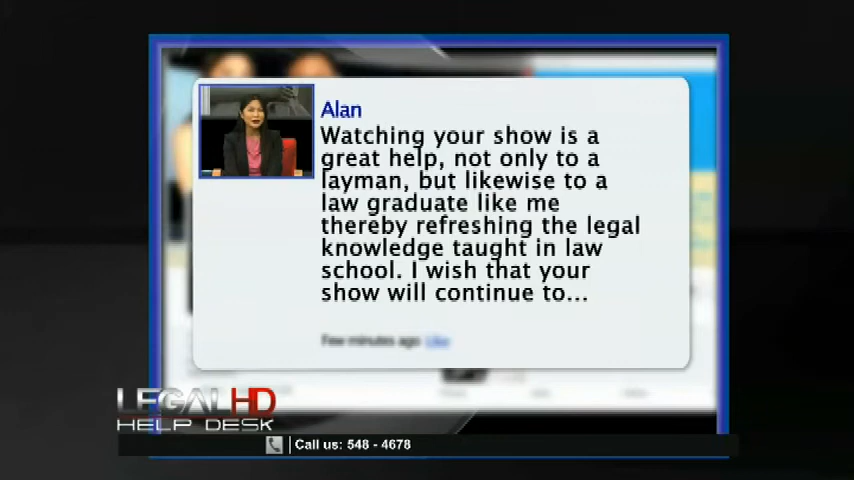 Alan
Watching your show is a
great help, not only to a
layman, but likewise to a
law graduate like me
thereby refreshing the legal
knowledge taught in law
school. I wish that your
show will continue to...
Few minutes ago Like
LEGALHD
HELP DESK
Call us: 548 - 4678